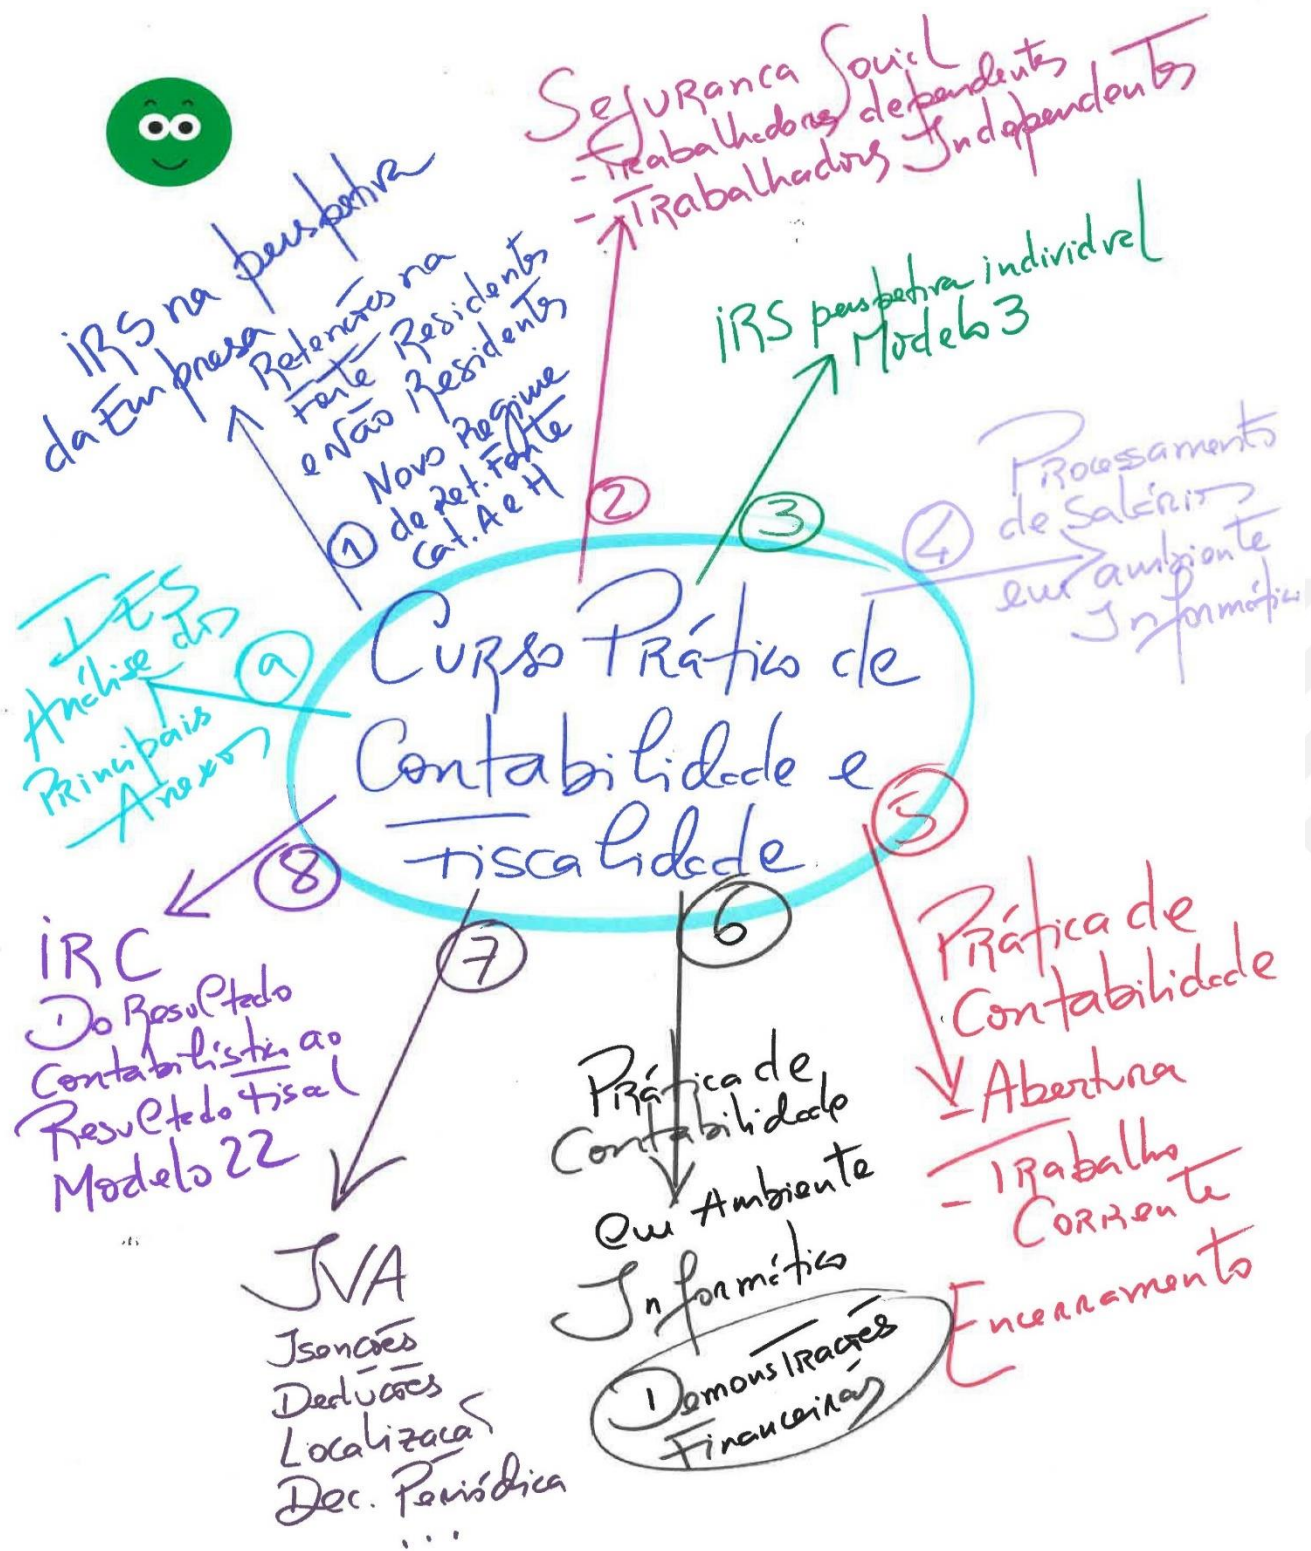 Curso Prático de
Contabilidade e
Fiscalidade
1
IRS na perspetiva
da Empresa
Retenções na
Fonte Residentes
e Não Residentes
Novo Regime
de Ret. Fonte
Cat. A e H
2
Segurança Social
- Trabalhadores dependentes
- Trabalhadores Independentes
3
IRS perspetiva individual
Modelo 3
4
Processamento
de Salários
em ambiente
Informático
5
Prática de
Contabilidade
- Abertura
- Trabalho
Corrente
Encerramento
6
Prática de
Contabilidade
em Ambiente
Informático
Demonstrações
Financeiras
7
IVA
Isenções
Deduções
Localização
Dec. Periódica
...
8
IRC
Do Resultado
Contabilístico ao
Resultado Fiscal
Modelo 22
9
IES
Análise dos
Principais
Anexos